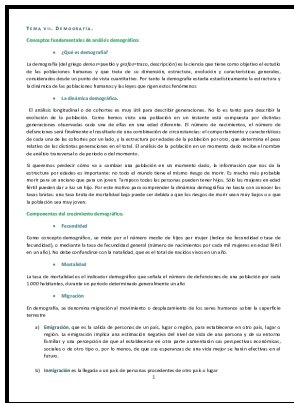 TEMA VII. DEMOGRAFÍA.
Conceptos fundamentales de análisis demográfico:
• ¿Qué es demografía?
La demografía (del griego demos=pueblo y grafos=trazo, descripción) es la ciencia que tiene como objetivo el estudio
de las poblaciones humanas y que trata de su dimensión, estructura, evolución y características generales,
considerados desde un punto de vista cuantitativo. Por tanto la demografía estudia estadísticamente la estructura y
la dinámica de las poblaciones humanas y las leyes que rigen estos fenómenos
• La dinámica demográfica.
El análisis longitudinal o de cohortes es muy útil para describir generaciones. No lo es tanto para describir la
evolución de la población. Como hemos visto una población en un instante está compuesta por distintas
generaciones observadas cada una de ellas en una edad diferente. El número de nacimientos, el número de
defunciones será finalmente el resultado de una combinación de circunstancias: el comportamiento y características
de cada una de las cohortes por un lado, y la estructura por edades de la población por otro, que determina el peso
relativo de las distintas generaciones en el total. El análisis de la población en un momento dado recibe el nombre
de análisis transversal o de periodo o del momento.
Si queremos predecir cómo va a cambiar una población en un momento dado, la información que nos da la
estructura por edades es importante: no todo el mundo tiene el mismo riesgo de morir. Es mucho más probable
morir para un anciano que para un joven. Tampoco todas las personas pueden tener hijos. Sólo las mujeres en edad
fértil pueden dar a luz un hijo. Por este motivo para comprender la dinámica demográfica no basta con conocer las
tasas brutas: una tasa bruta de mortalidad baja puede ser debida a que los riesgos de morir sean muy bajos o a que
la población sea muy joven.
Componentes del crecimiento demográfico.
• Fecundidad
Como concepto demográfico, se mide por el número medio de hijos por mujer (índice de fecundidad o tasa de
fecundidad), o mediante la tasa de fecundidad general (número de nacimientos por cada mil mujeres en edad fértil
en un año). No debe confundirse con la natalidad, que es el total de nacidos vivos en un año.
• Mortalidad
La tasa de mortalidad es el indicador demográfico que señala el número de defunciones de una población por cada
1.000 habitantes, durante un periodo determinado generalmente un año
• Migración
En demografía, se denomina migración al movimiento o desplazamiento de los seres humanos sobre la superficie
terrestre
a) Emigración, que es la salida de personas de un país, lugar o región, para establecerse en otro país, lugar o
región. La emigración implica una estimación negativa del nivel de vida de una persona y de su entorno
familiar y una percepción de que al establecerse en otra parte aumentarán sus perspectivas económicas,
sociales o de otro tipo o, por lo menos, de que sus esperanzas de una vida mejor se harán efectivas en el
futuro.
b) Inmigración es la llegada a un país de personas procedentes de otro país o lugar
1